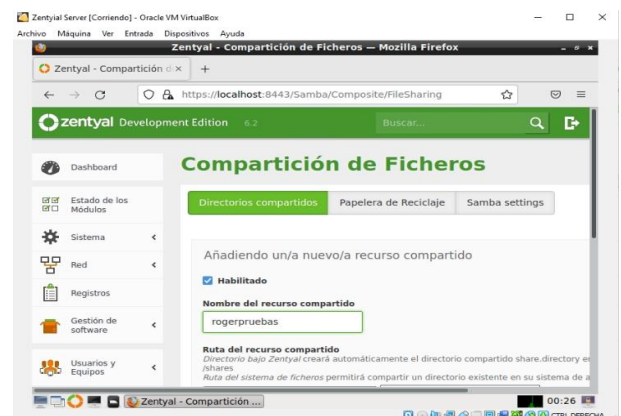 Zentyial Server [Corriendo] - Oracle VM VirtualBox
Archivo Máquina Ver Entrada Dispositivos Ayuda
Zentyal - Compartición de Ficheros — Mozilla Firefox
Zentyal - Compartición d
https://localhost:8443/Samba/Composite/FileSharing
zentyal Development Edition 6.2
Buscar...
Dashboard
Estado de los Módulos
Sistema
Red
Registros
Gestión de software
Usuarios y Equipos
Compartición de Ficheros
Directorios compartidos Papelera de Reciclaje Samba settings
Añadiendo un/a nuevo/a recurso compartido
Habilitado
Nombre del recurso compartido
rogerpruebas
Ruta del recurso compartido
Directorio bajo Zentyal creará automáticamente el directorio compartido share.directory en
/shares
Ruta del sistema de ficheros permitirá compartir un directorio existente en su sistema de a
Zentyal - Compartición ...
00:26
CTRL DERECHA